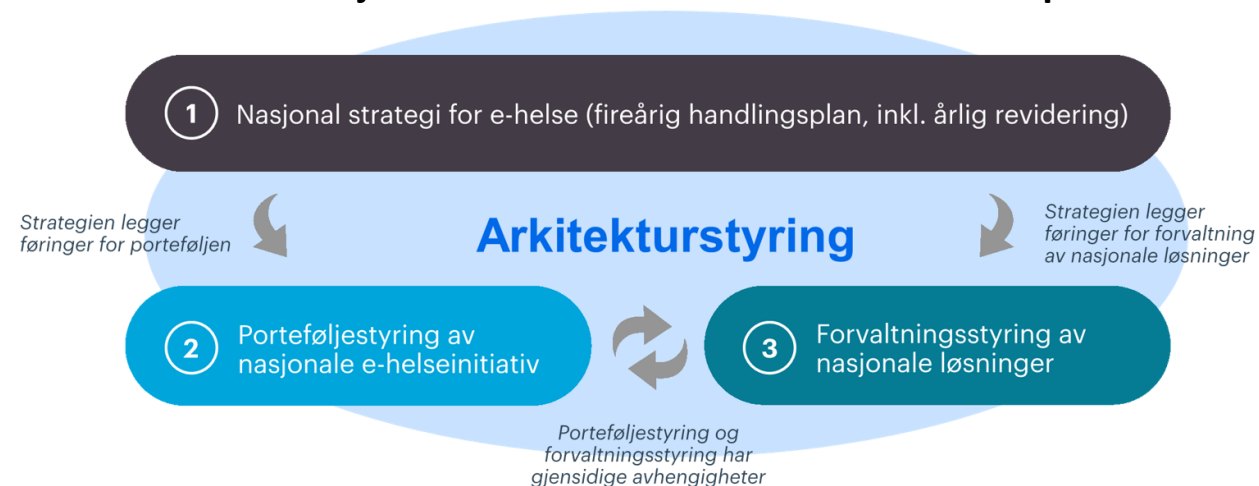 1 Nasjonal strategi for e-helse (fireårig handlingsplan, inkl. årlig revidering)
Strategien legger
føringer for porteføljen
Arkitekturstyring
Strategien legger
føringer for forvaltning
av nasjonale løsninger
2 Porteføljestyring av
nasjonale e-helseinitiativ
3 Forvaltningsstyring av
nasjonale løsninger
Porteføljestyring og
forvaltningsstyring har
gjensidige avhengigheter